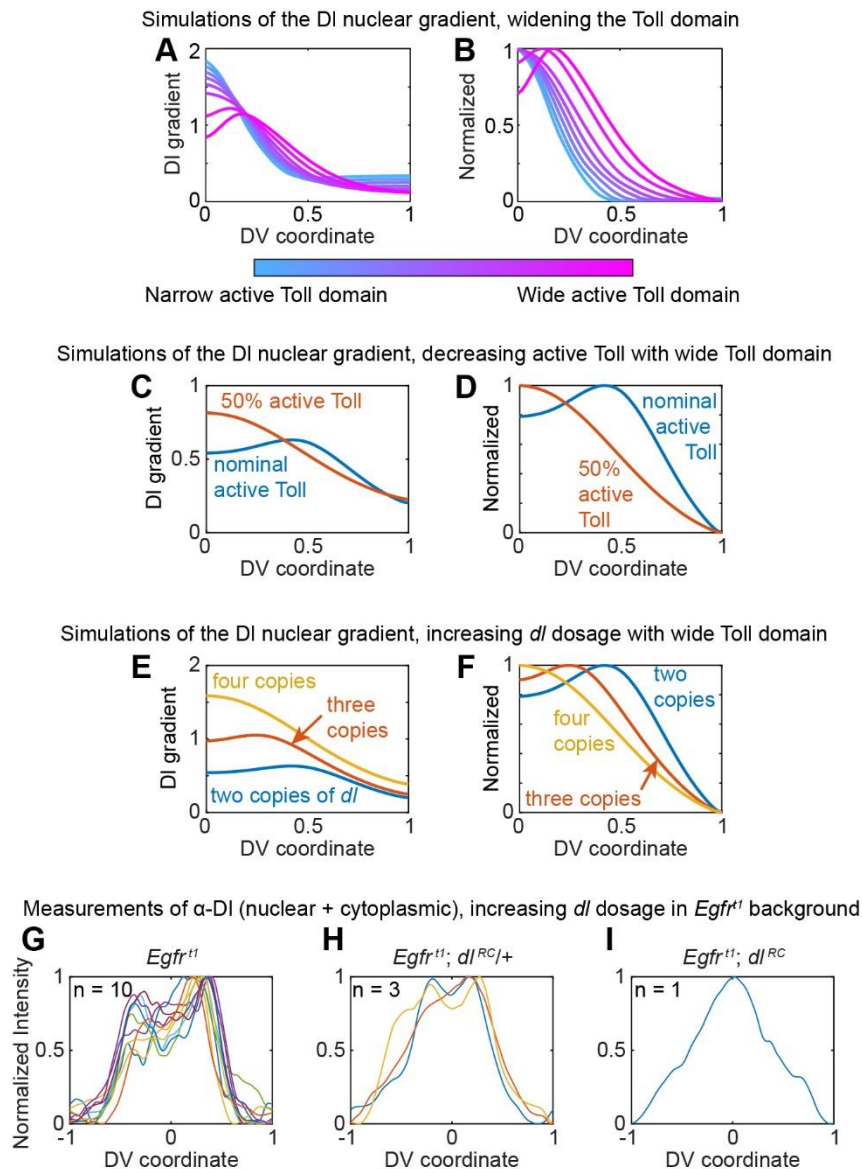 Simulations of the Dl nuclear gradient, widening the Toll domain
A
B
Dl gradient
2
1
0
0
0.5
1
DV coordinate
Normalized
1
0.5
0
0
0.5
1
DV coordinate
Narrow active Toll domain
Wide active Toll domain
Simulations of the Dl nuclear gradient, decreasing active Toll with wide Toll domain
C
D
Dl gradient
1
0.5
0
50% active Toll
nominal
active Toll
0
0.5
1
DV coordinate
Normalized
1
0.5
0
nominal
active
Toll
50%
active
Toll
0
0.5
1
DV coordinate
Simulations of the Dl nuclear gradient, increasing dl dosage with wide Toll domain
E
F
Dl gradient
2
1
0
four copies
three
copies
two copies of dl
0
0.5
1
DV coordinate
Normalized
1
0.5
0
two
copies
four
copies
three copies
0
0.5
1
DV coordinate
Measurements of α-Dl (nuclear + cytoplasmic), increasing dl dosage in Egfrᵗ¹ background
G
Egfrᵗ¹
n = 10
Normalized Intensity
1
0.5
0
-1
0
1
DV coordinate
H
Egfrᵗ¹; dl ᴿᶜ/+
n = 3
1
0.5
0
-1
0
1
DV coordinate
I
Egfrᵗ¹; dl ᴿᶜ
n = 1
1
0.5
0
-1
0
1
DV coordinate